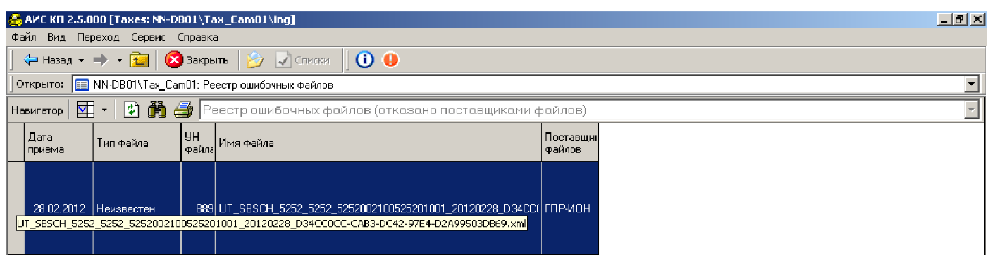 АИС КП 2.5.000 [Taxes: NN-DB01\Tax_Cam01\ing]
Файл Вид Переход Сервис Справка
Назад Закрыть Списки
Открыто: NN-DB01\Tax_Cam01: Реестр ошибочных файлов
Навигатор Реестр ошибочных файлов (отказано поставщиками файлов)
Дата приема Тип файла УН файла Имя файла Поставщи файлов
28.02.2012 Неизвестен 889 UT_SBSCH_5252_5252_5252002100525201001_20120228_D34CC( ГПР-ИОН
UT_SBSCH_5252_5252_5252002100525201001_20120228_D34CC0CC-CAB3-DC42-97E4-D2A99503DB69.xml